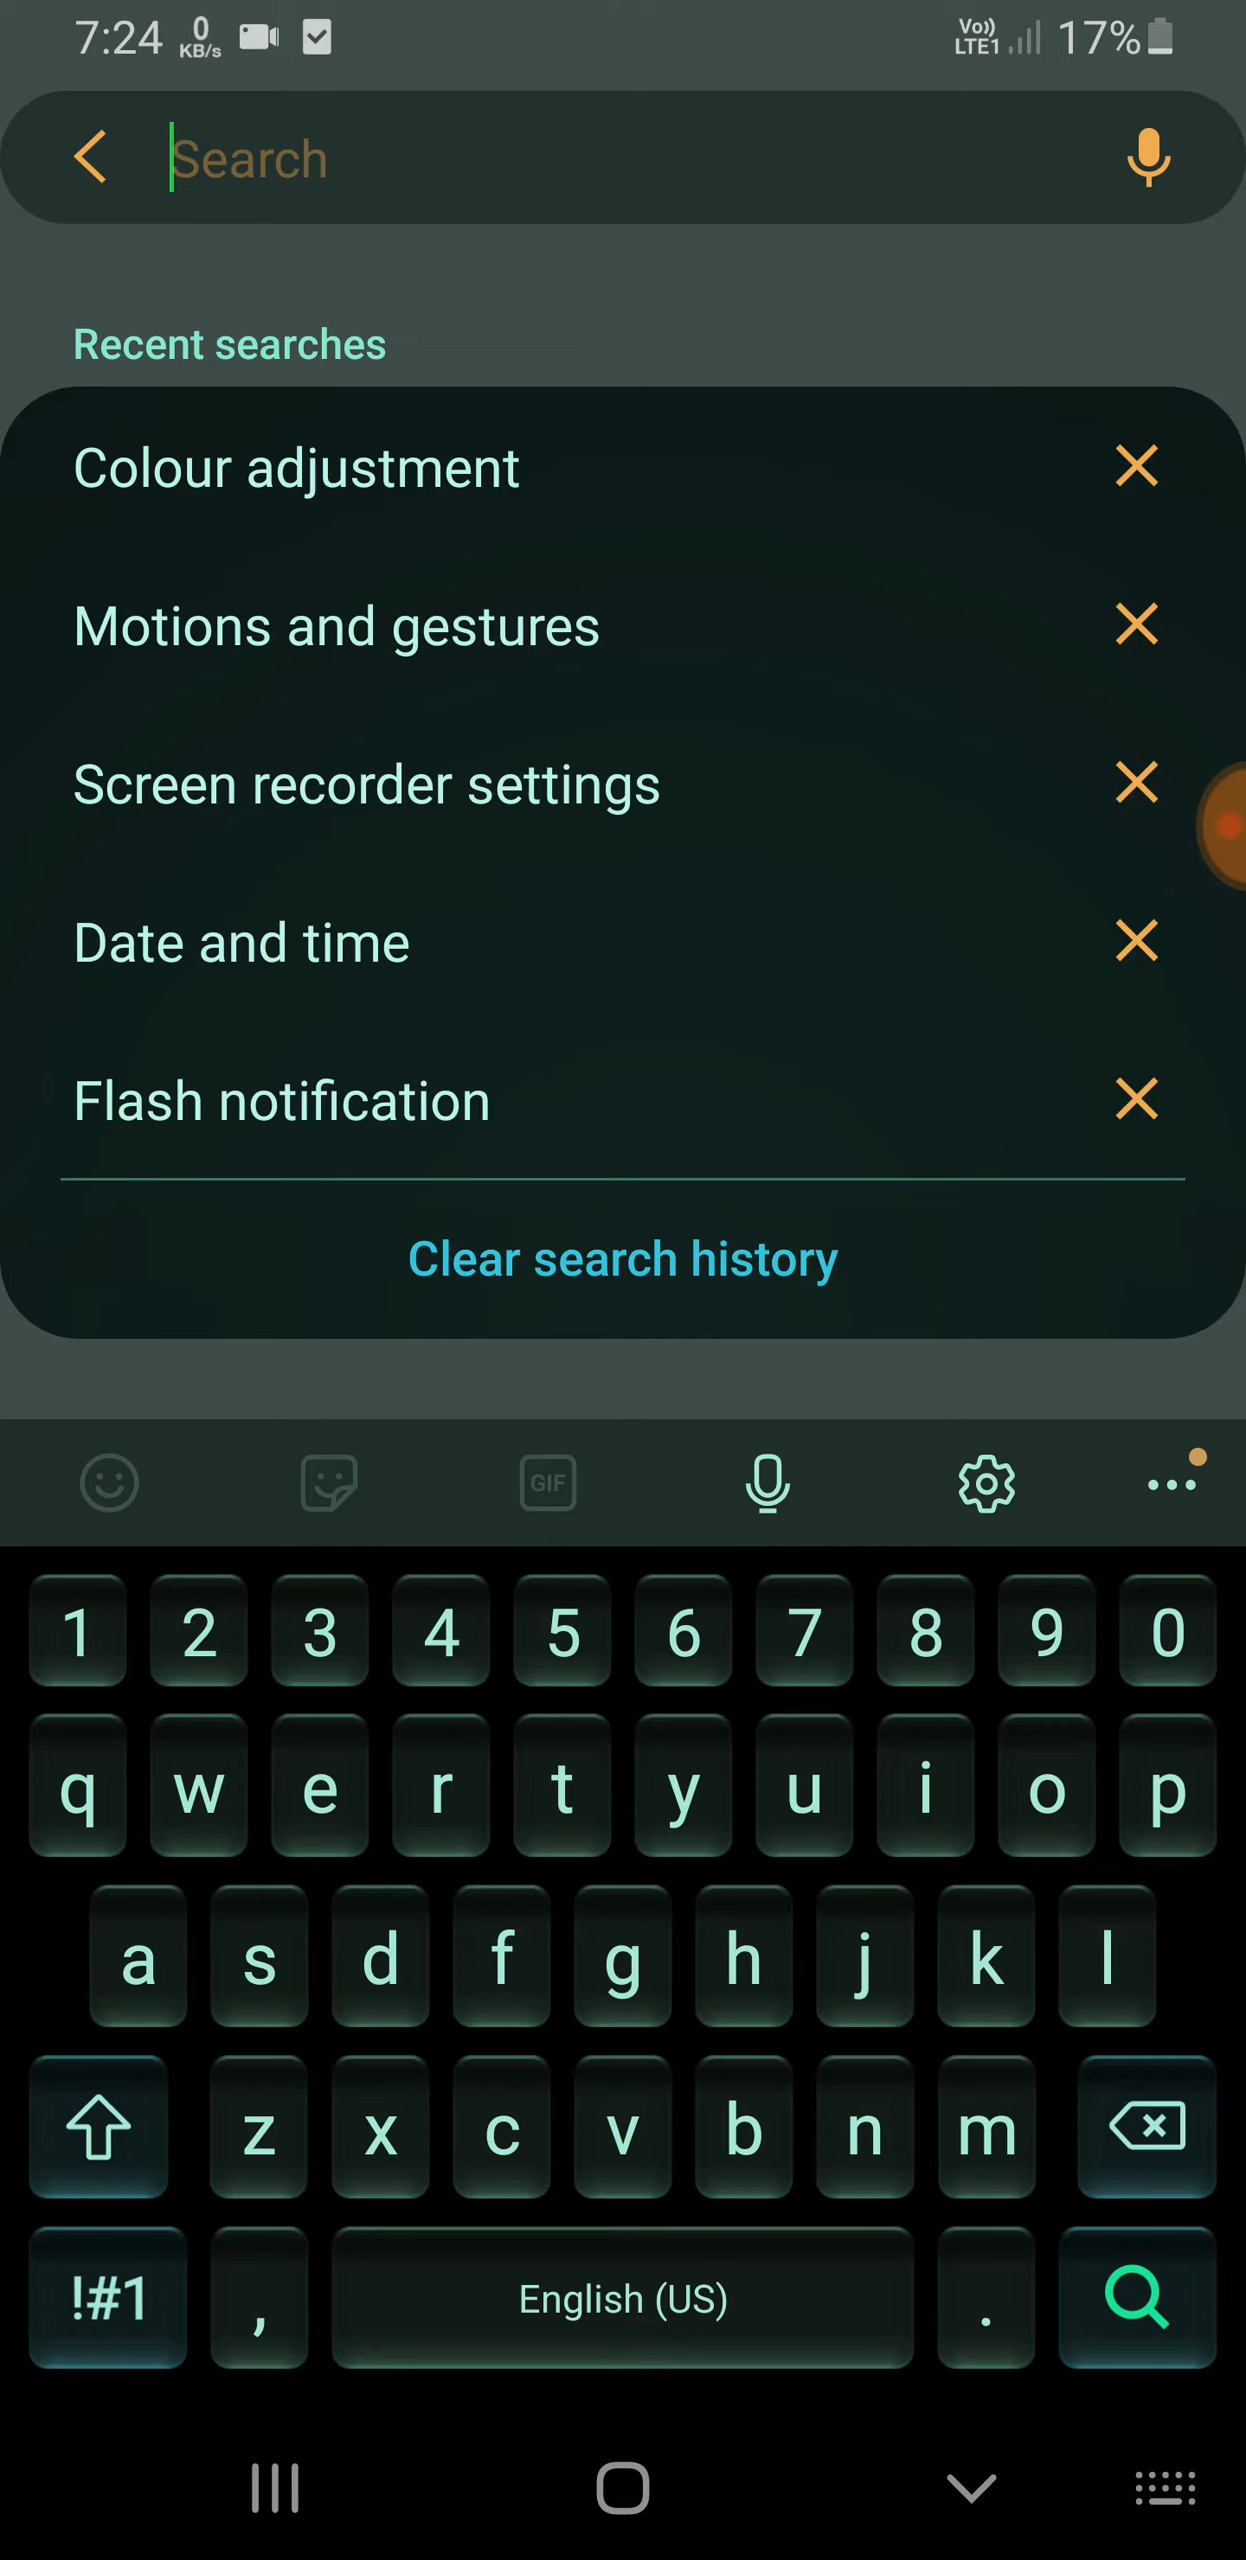 7:24 0 KB/s Vo)) LTE1 17%
Search
Recent searches
Colour adjustment
Motions and gestures
Screen recorder settings
Date and time
Flash notification
Clear search history
GIF
1 2 3 4 5 6 7 8 9 0
q w e r t y u i o p
a s d f g h j k l
z x c v b n m
!#1 , English (US) .